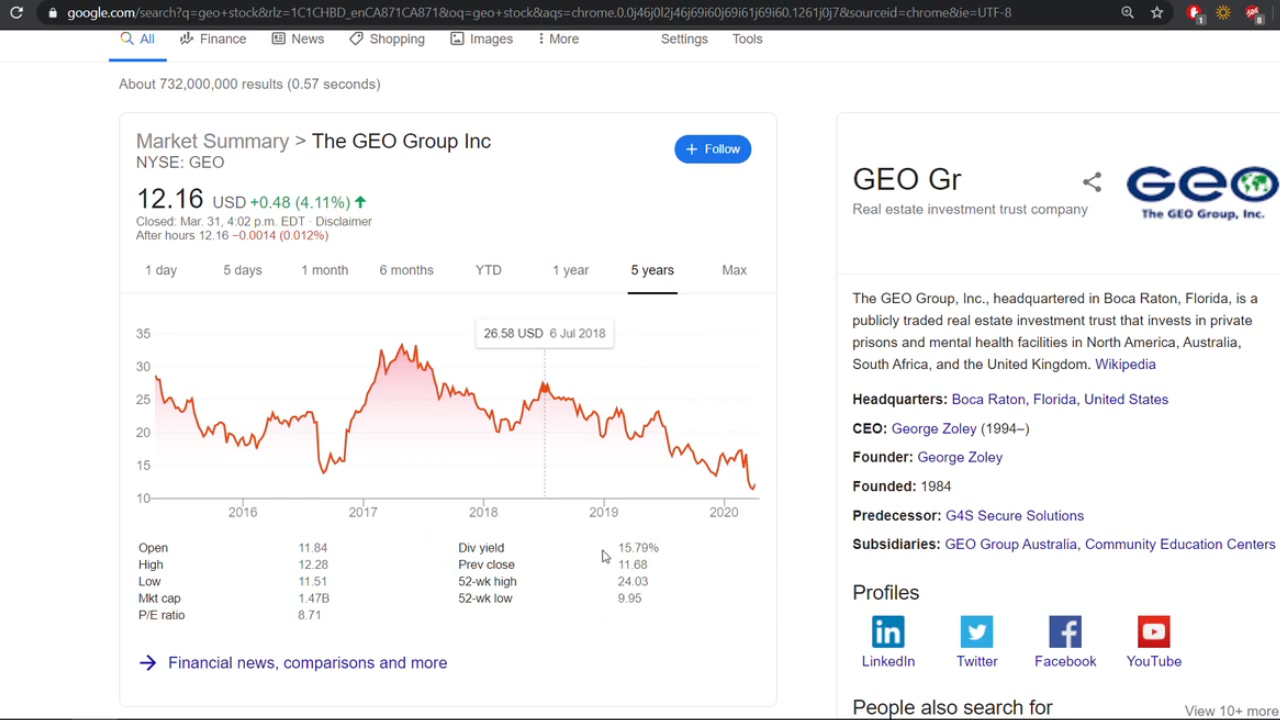 google.com/search?q=geo+stock&rlz=1C1CHBD_enCA871CA871&oq=geo+stock&aqs=chrome.0.0j46j0l2j46j69i60j69i61j69i60.1261j0j7&sourceid=chrome&ie=UTF-8
1
8
All Finance News Shopping Images More Settings Tools
About 732,000,000 results (0.57 seconds)
Market Summary > The GEO Group Inc
NYSE: GEO
+ Follow
12.16 USD +0.48 (4.11%)
Closed: Mar. 31, 4:02 p.m. EDT · Disclaimer
After hours 12.16 −0.0014 (0.012%)
1 day 5 days 1 month 6 months YTD 1 year 5 years Max
26.58 USD 6 Jul 2018
35
30
25
20
15
10
2016 2017 2018 2019 2020
Open 11.84 Div yield 15.79%
High 12.28 Prev close 11.68
Low 11.51 52-wk high 24.03
Mkt cap 1.47B 52-wk low 9.95
P/E ratio 8.71
Financial news, comparisons and more
GEO Gr
Real estate investment trust company
GEO
The GEO Group, Inc.
The GEO Group, Inc., headquartered in Boca Raton, Florida, is a
publicly traded real estate investment trust that invests in private
prisons and mental health facilities in North America, Australia,
South Africa, and the United Kingdom. Wikipedia
Headquarters: Boca Raton, Florida, United States
CEO: George Zoley (1994–)
Founder: George Zoley
Founded: 1984
Predecessor: G4S Secure Solutions
Subsidiaries: GEO Group Australia, Community Education Centers
Profiles
LinkedIn Twitter Facebook YouTube
People also search for View 10+ more